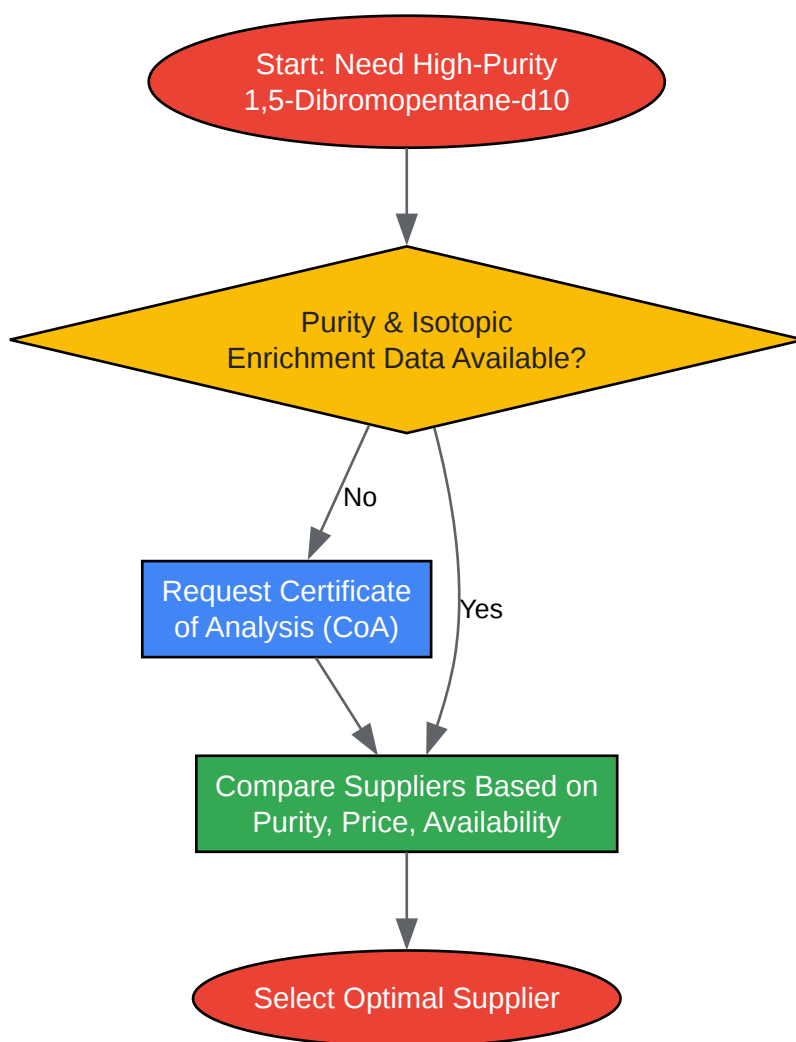 Start: Need High-Purity
1,5-Dibromopentane-d10
Purity & Isotopic
Enrichment Data Available?
No
Request Certificate
of Analysis (CoA)
Yes
Compare Suppliers Based on
Purity, Price, Availability
Select Optimal Supplier